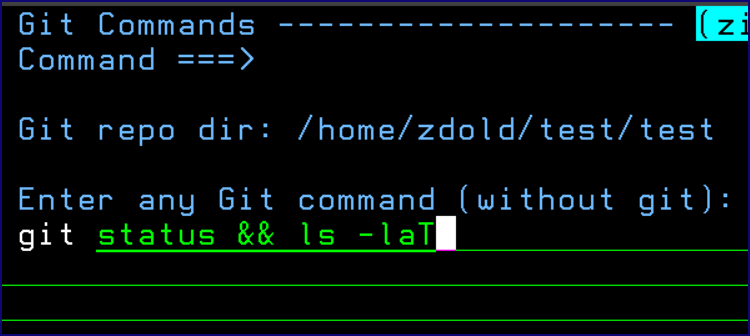 Git Commands -------------------- (zi
Command ===>
Git repo dir: /home/zdold/test/test
Enter any Git command (without git):
git status && ls -laT